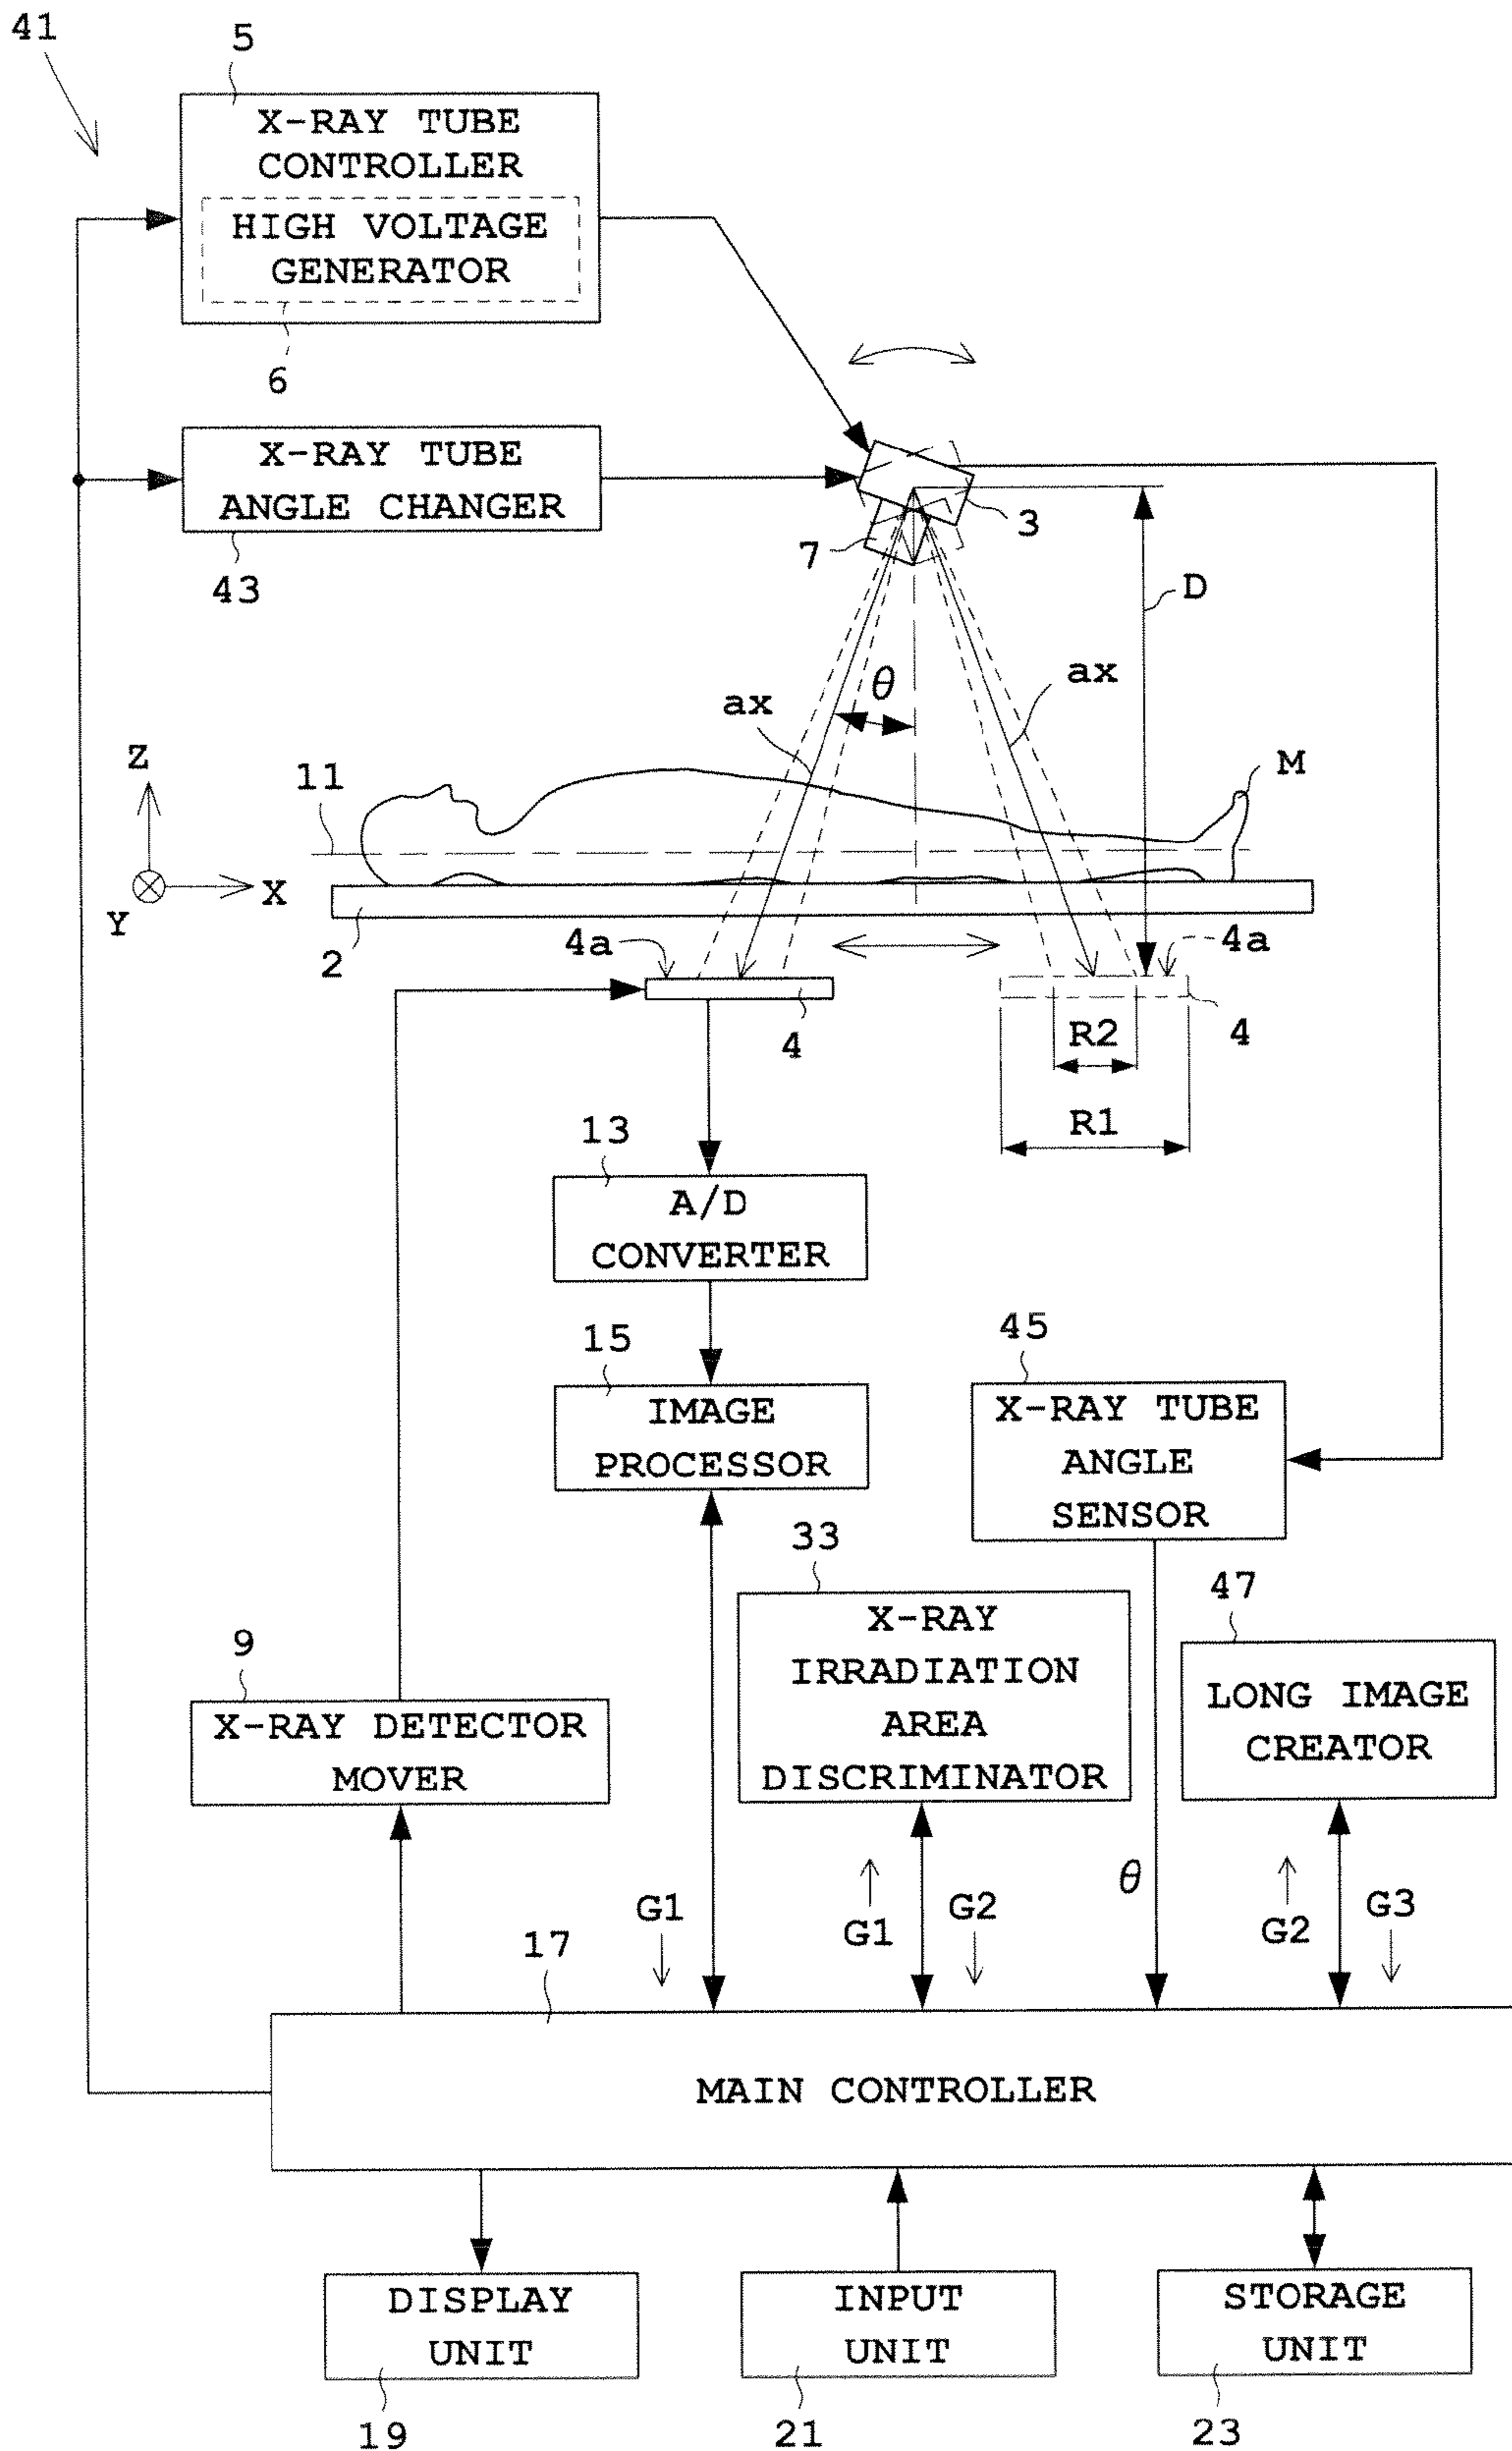 41
5
X-RAY TUBE
CONTROLLER
HIGH VOLTAGE
GENERATOR
6
X-RAY TUBE
ANGLE CHANGER
43
3
7
D
θ
ax
ax
Z
11
M
Y
X
2
4a
4a
4
4
R2
R1
13
A/D
CONVERTER
15
IMAGE
PROCESSOR
45
X-RAY TUBE
ANGLE
SENSOR
33
X-RAY
IRRADIATION
AREA
DISCRIMINATOR
47
LONG IMAGE
CREATOR
9
X-RAY DETECTOR
MOVER
G1
G1
G2
θ
G2
G3
17
MAIN CONTROLLER
DISPLAY
UNIT
19
INPUT
UNIT
21
STORAGE
UNIT
23